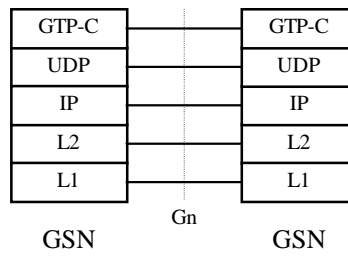 GTP-C GTP-C
UDP UDP
IP IP
L2 L2
L1 L1
Gn
GSN GSN